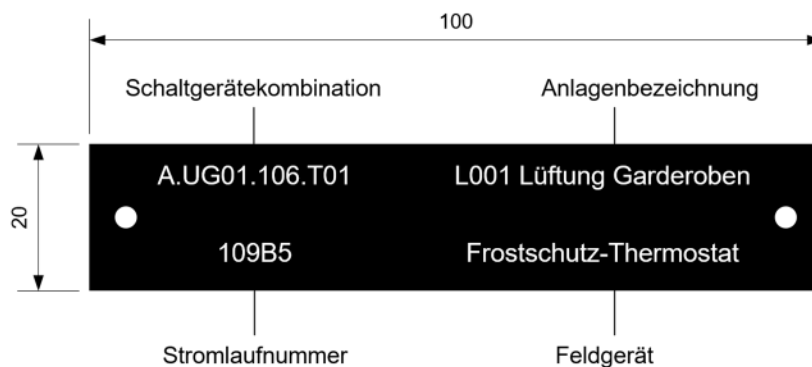 100
Schaltgerätekombination Anlagenbezeichnung
20
A.UG01.106.T01 L001 Lüftung Garderoben
109B5 Frostschutz-Thermostat
Stromlaufnummer Feldgerät